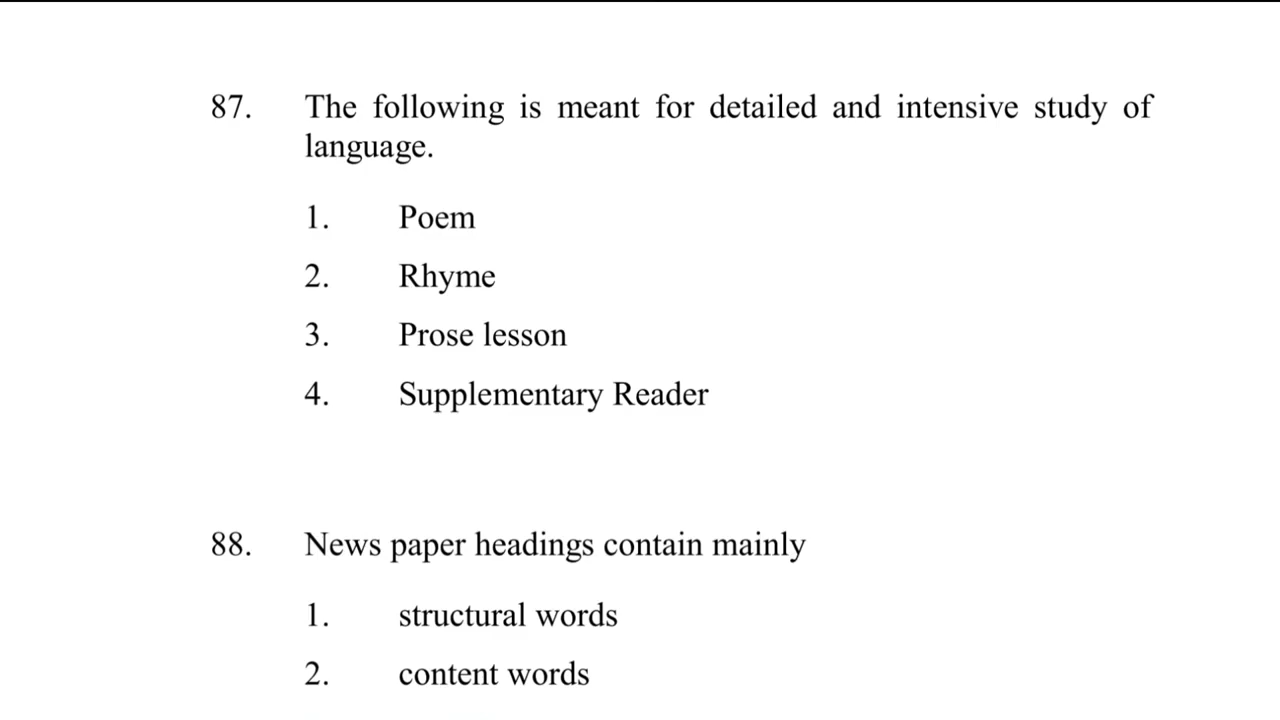 87. The following is meant for detailed and intensive study of
language.
1. Poem
2. Rhyme
3. Prose lesson
4. Supplementary Reader
88. News paper headings contain mainly
1. structural words
2. content words